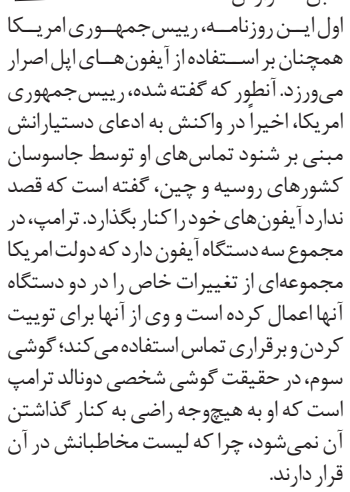 اول ایـن روزنامـه، رییس‌جمهـوری امریـکا
همچنان بر اسـتفاده از آیفون‌هـای اپل اصرار
می‌ورزد. آنطور که گفته شده، رییس‌جمهوری
امریکا، اخیراً در واکنش به ادعای دستیارانش
مبنی بر شنود تماس‌های او توسط جاسوسان
کشورهای روسیه و چین، گفته است که قصد
ندارد آیفون‌های خود را کنار بگذارد. ترامپ، در
مجموع سه دستگاه آیفون دارد که دولت امریکا
مجموعه‌ای از تغییرات خاص را در دو دستگاه
آنها اعمال کرده است و وی از آنها برای توییت
کردن و برقراری تماس استفاده می‌کند؛ گوشی
سوم، در حقیقت گوشی شخصی دونالد ترامپ
است که او به هیچ‌وجه راضی به کنار گذاشتن
آن نمی‌شود، چرا که لیست مخاطبانش در آن
قرار دارند.